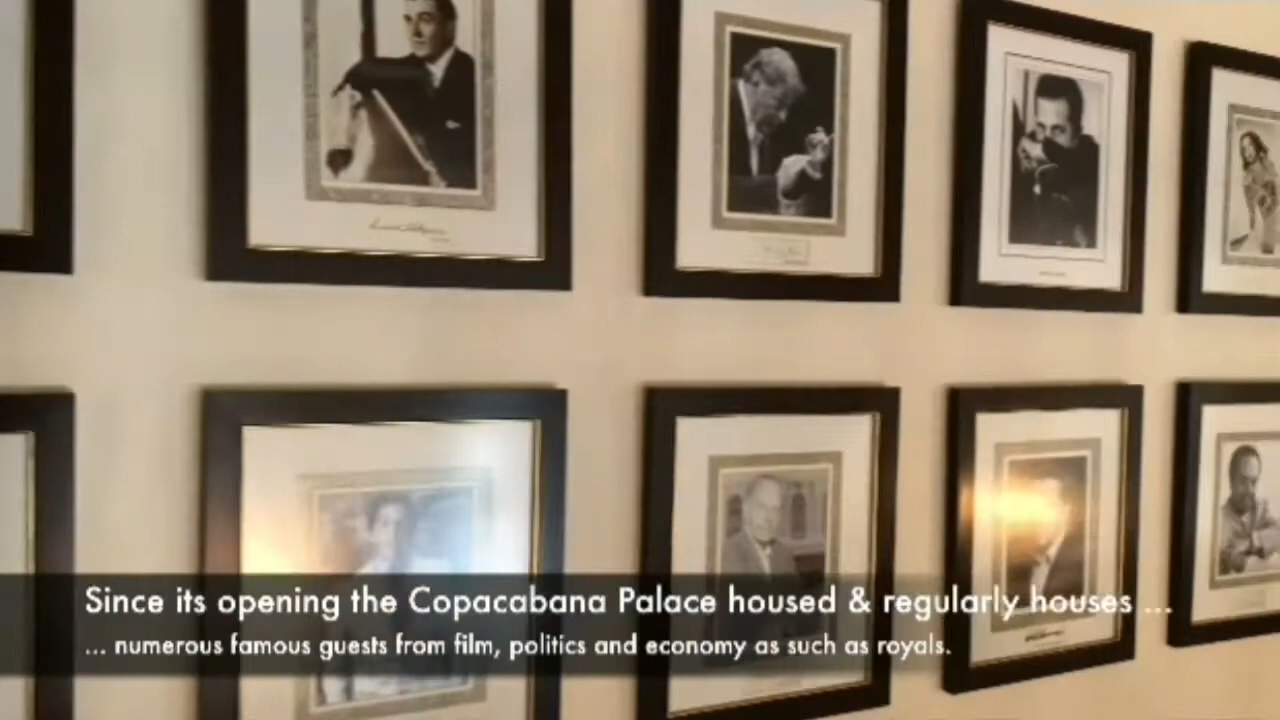 Since its opening the Copacabana Palace housed & regularly houses ...
... numerous famous guests from film, politics and economy as such as royals.